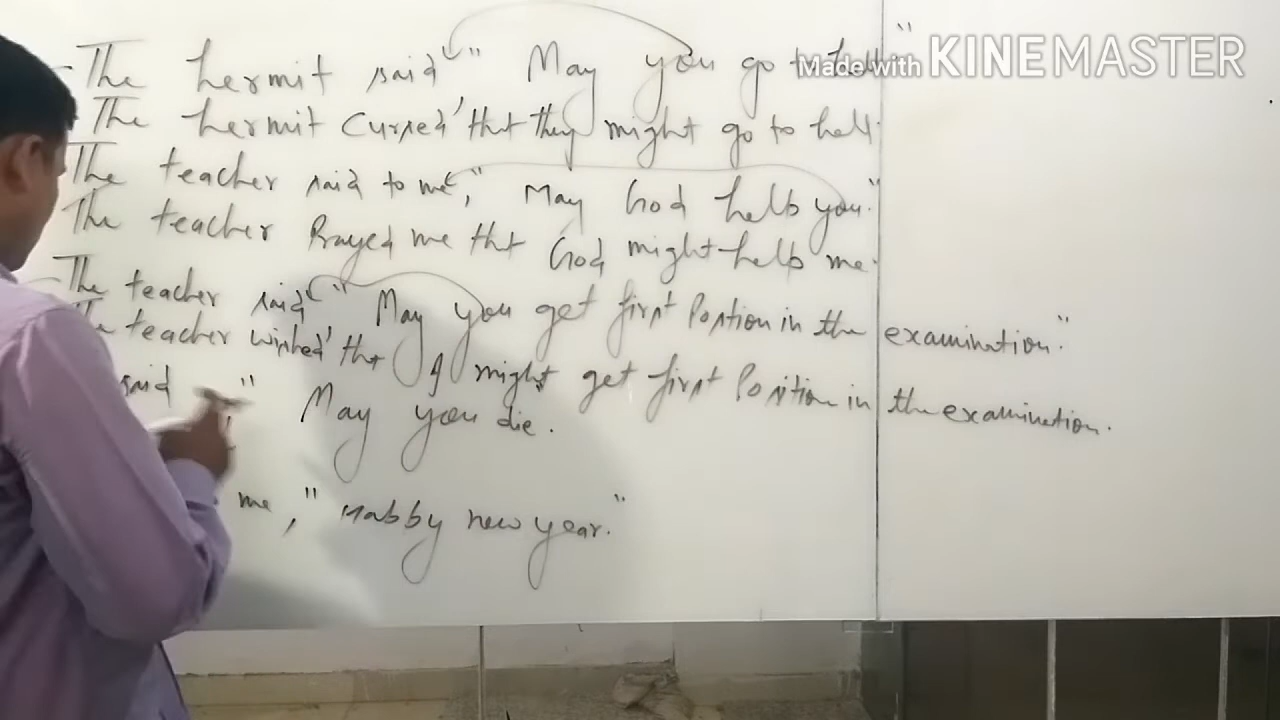 The hermit said, " May you go to hell "
Made with KINEMASTER
The hermit cursed that they might go to hell.
The teacher said to me, " May God help you."
The teacher Prayed me that God might help me.
The teacher said " May you get first Position in the examination."
The teacher wished that I might get first Position in the examination.
said , " May you die.
me, " Happy new year."